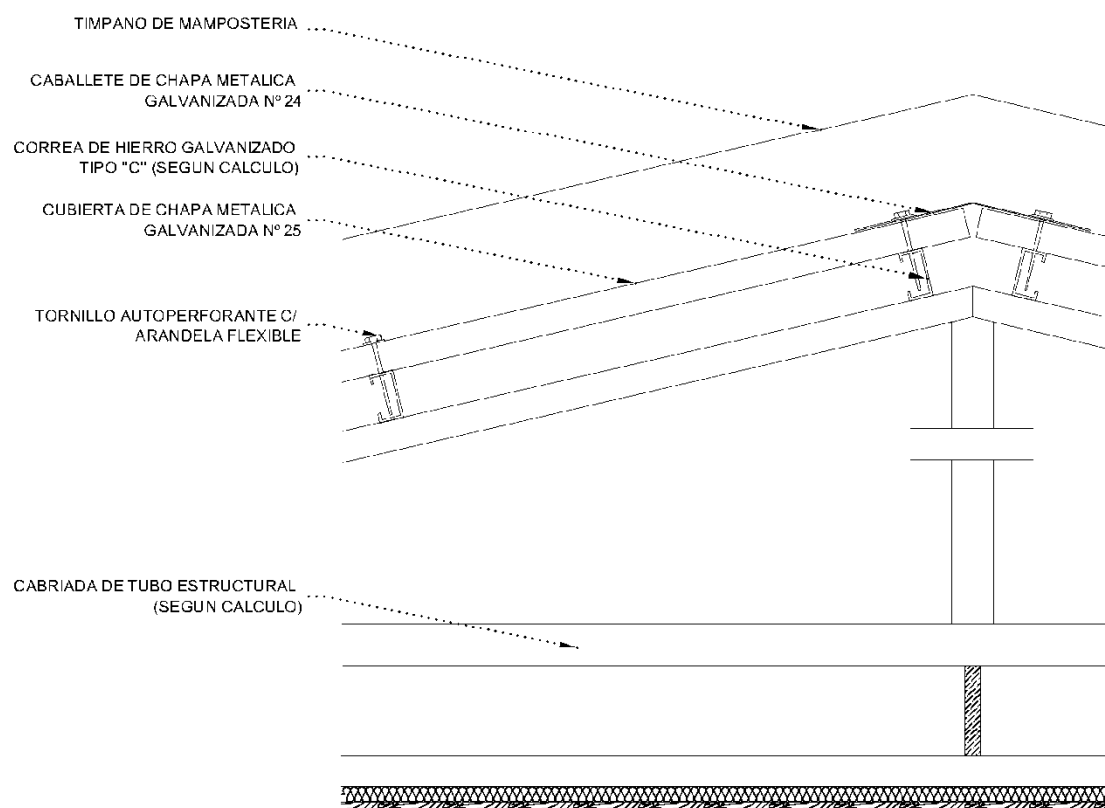 TIMPANO DE MAMPOSTERIA
CABALLETE DE CHAPA METALICA
GALVANIZADA Nº 24
CORREA DE HIERRO GALVANIZADO
TIPO "C" (SEGUN CALCULO)
CUBIERTA DE CHAPA METALICA
GALVANIZADA Nº 25
TORNILLO AUTOPERFORANTE C/
ARANDELA FLEXIBLE
CABRIADA DE TUBO ESTRUCTURAL
(SEGUN CALCULO)